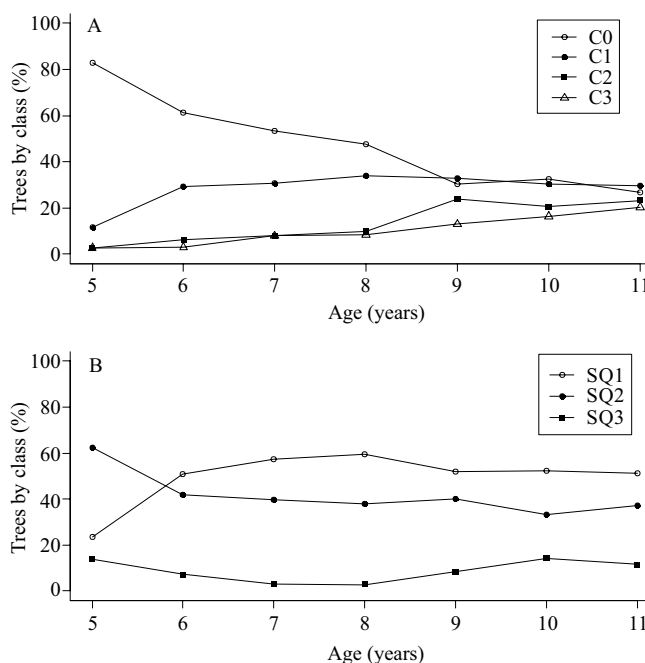 A
C0
C1
C2
C3
Trees by class (%)
100
80
60
40
20
0
5 6 7 8 9 10 11
Age (years)
B
SQ1
SQ2
SQ3
Trees by class (%)
100
80
60
40
20
0
5 6 7 8 9 10 11
Age (years)